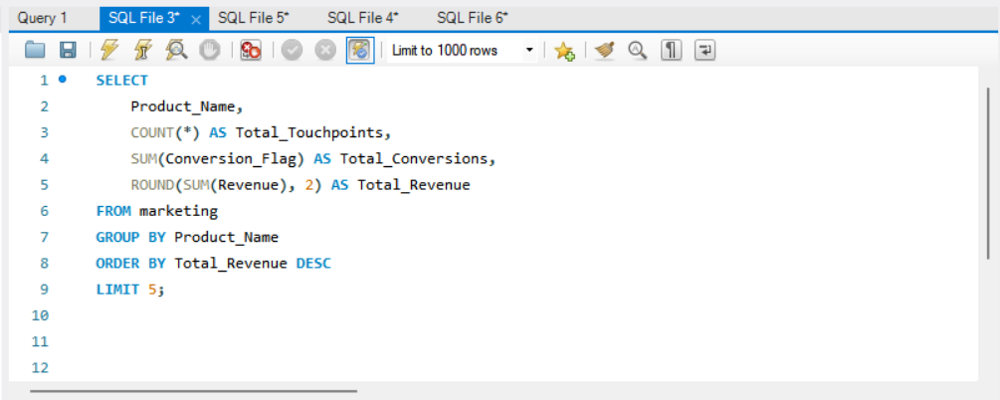 Query 1 SQL File 3* SQL File 5* SQL File 4* SQL File 6*
Limit to 1000 rows
1 SELECT
2 Product_Name,
3 COUNT(*) AS Total_Touchpoints,
4 SUM(Conversion_Flag) AS Total_Conversions,
5 ROUND(SUM(Revenue), 2) AS Total_Revenue
6 FROM marketing
7 GROUP BY Product_Name
8 ORDER BY Total_Revenue DESC
9 LIMIT 5;
10
11
12